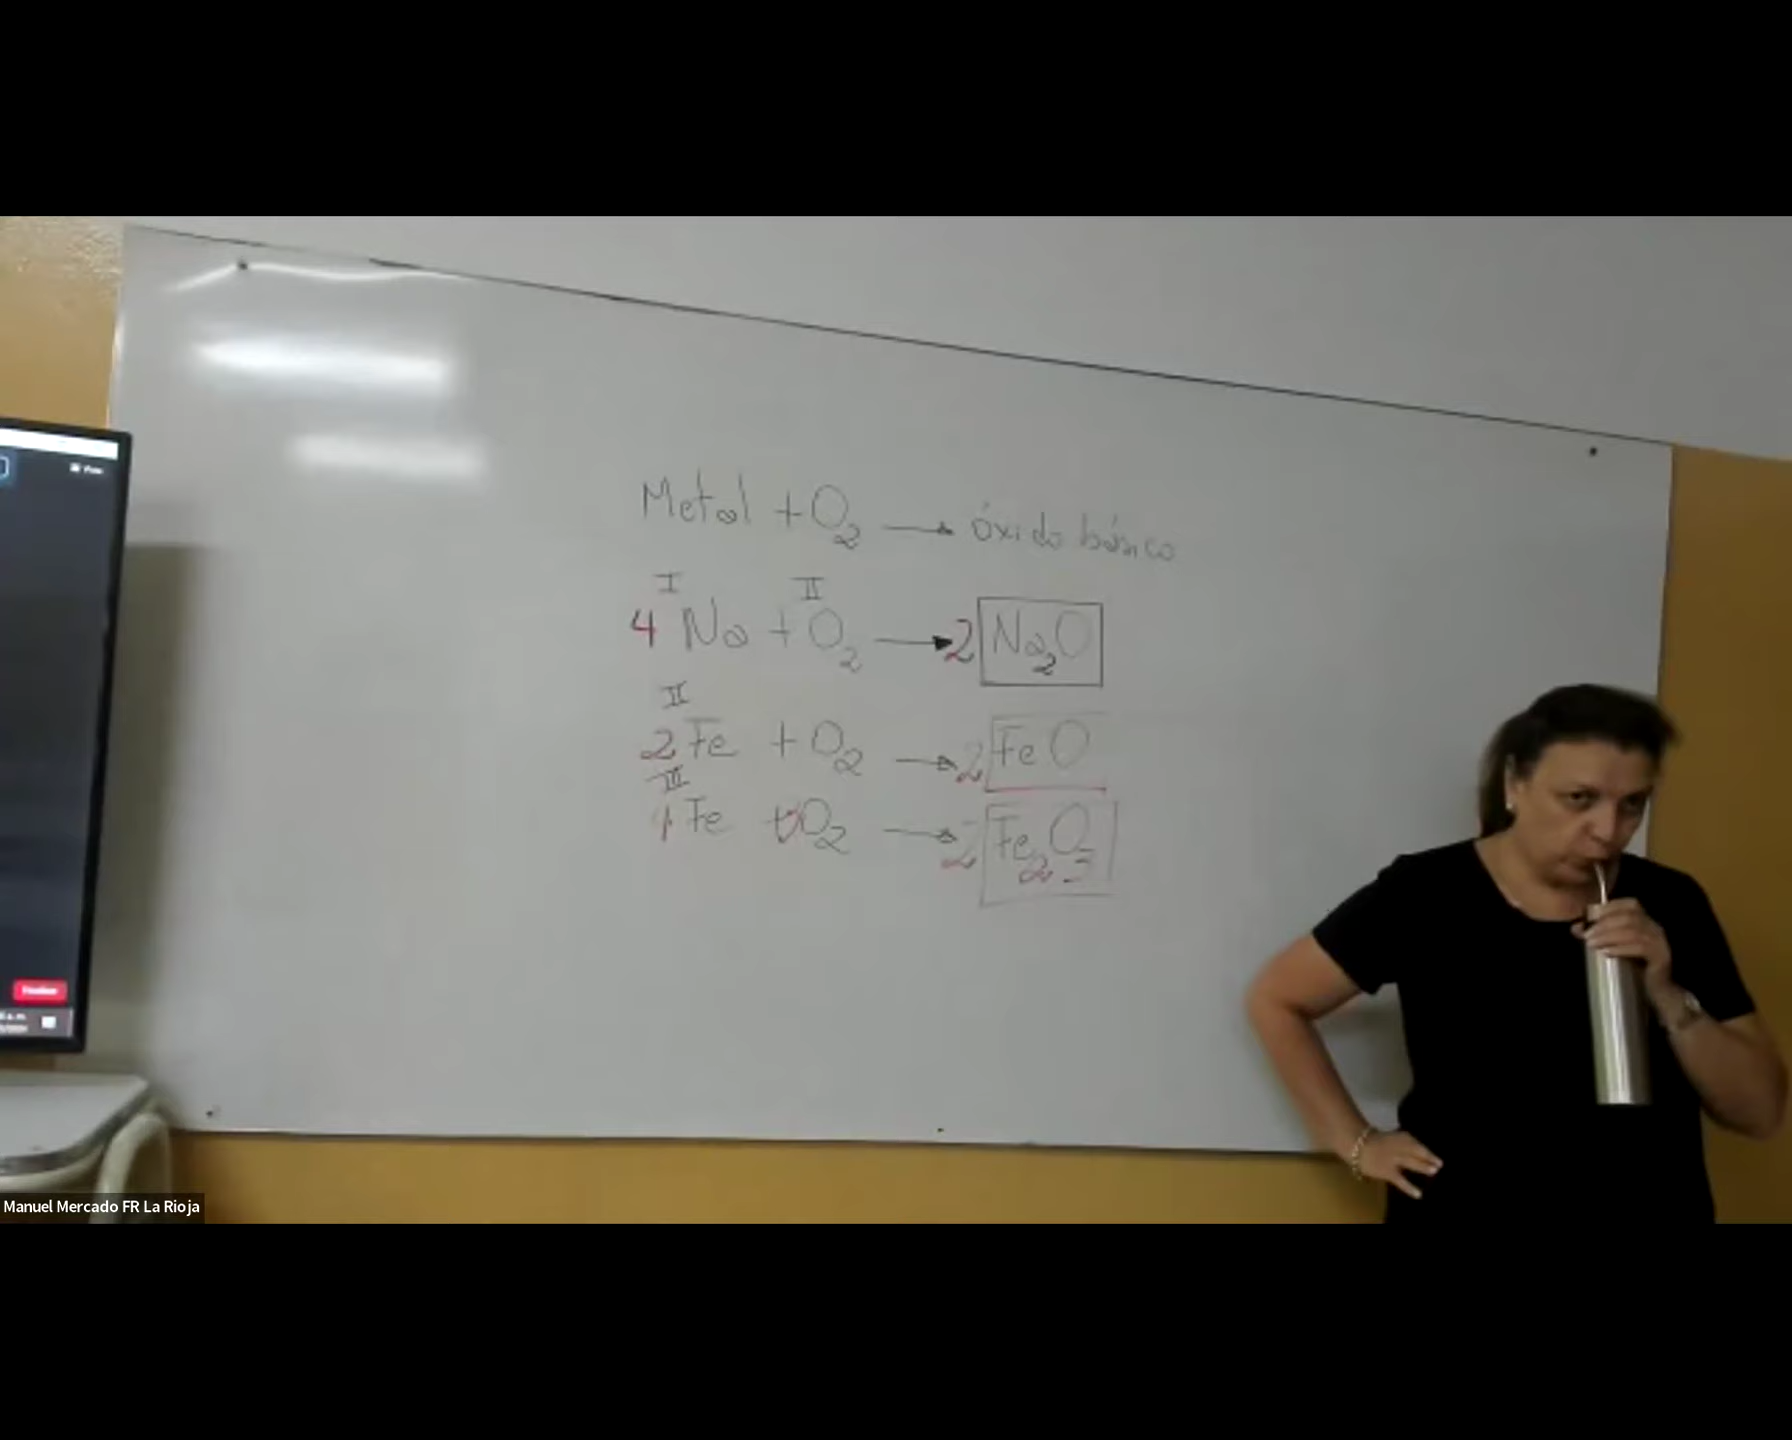 Metal + O₂ → óxido básico
I II
4 Na + O₂ → 2 Na₂O
II
2 Fe + O₂ → 2 FeO
III
Fe O₂ → 2 Fe₂O₃
Manuel Mercado FR La Rioja